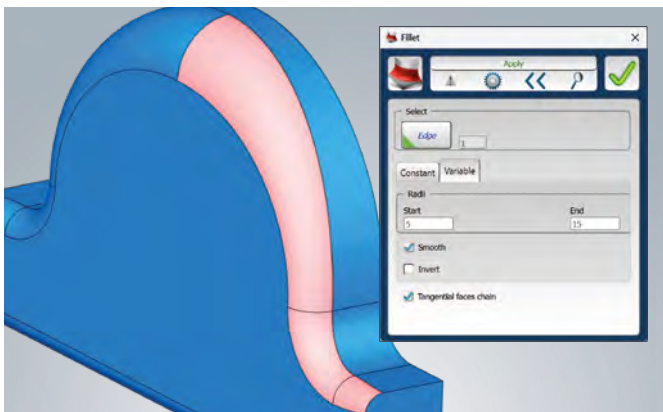 Fillet
Apply
Select
Edge
1
Constant
Variable
Radii
Start
End
5
15
Smooth
Invert
Tangential faces chain